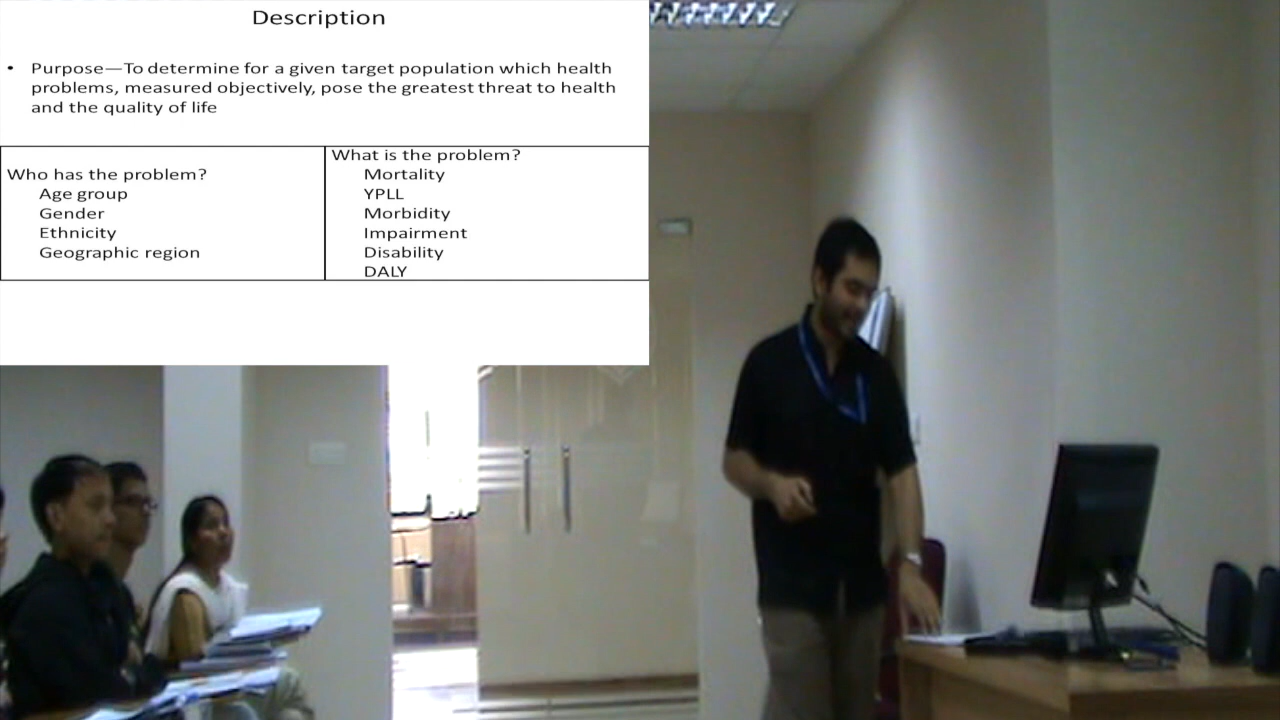 Description
• Purpose—To determine for a given target population which health
problems, measured objectively, pose the greatest threat to health
and the quality of life
Who has the problem?
Age group
Gender
Ethnicity
Geographic region
What is the problem?
Mortality
YPLL
Morbidity
Impairment
Disability
DALY